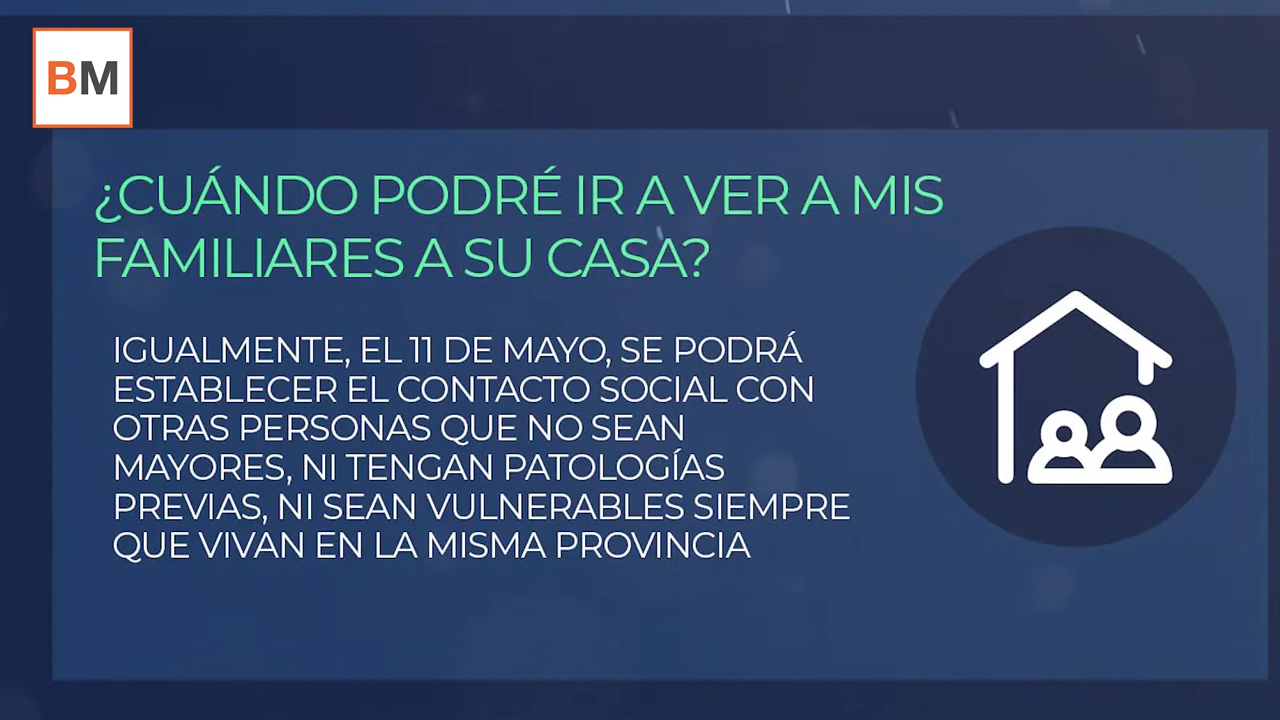 BM
¿CUÁNDO PODRÉ IR A VER A MIS
FAMILIARES A SU CASA?
IGUALMENTE, EL 11 DE MAYO, SE PODRÁ
ESTABLECER EL CONTACTO SOCIAL CON
OTRAS PERSONAS QUE NO SEAN
MAYORES, NI TENGAN PATOLOGÍAS
PREVIAS, NI SEAN VULNERABLES SIEMPRE
QUE VIVAN EN LA MISMA PROVINCIA